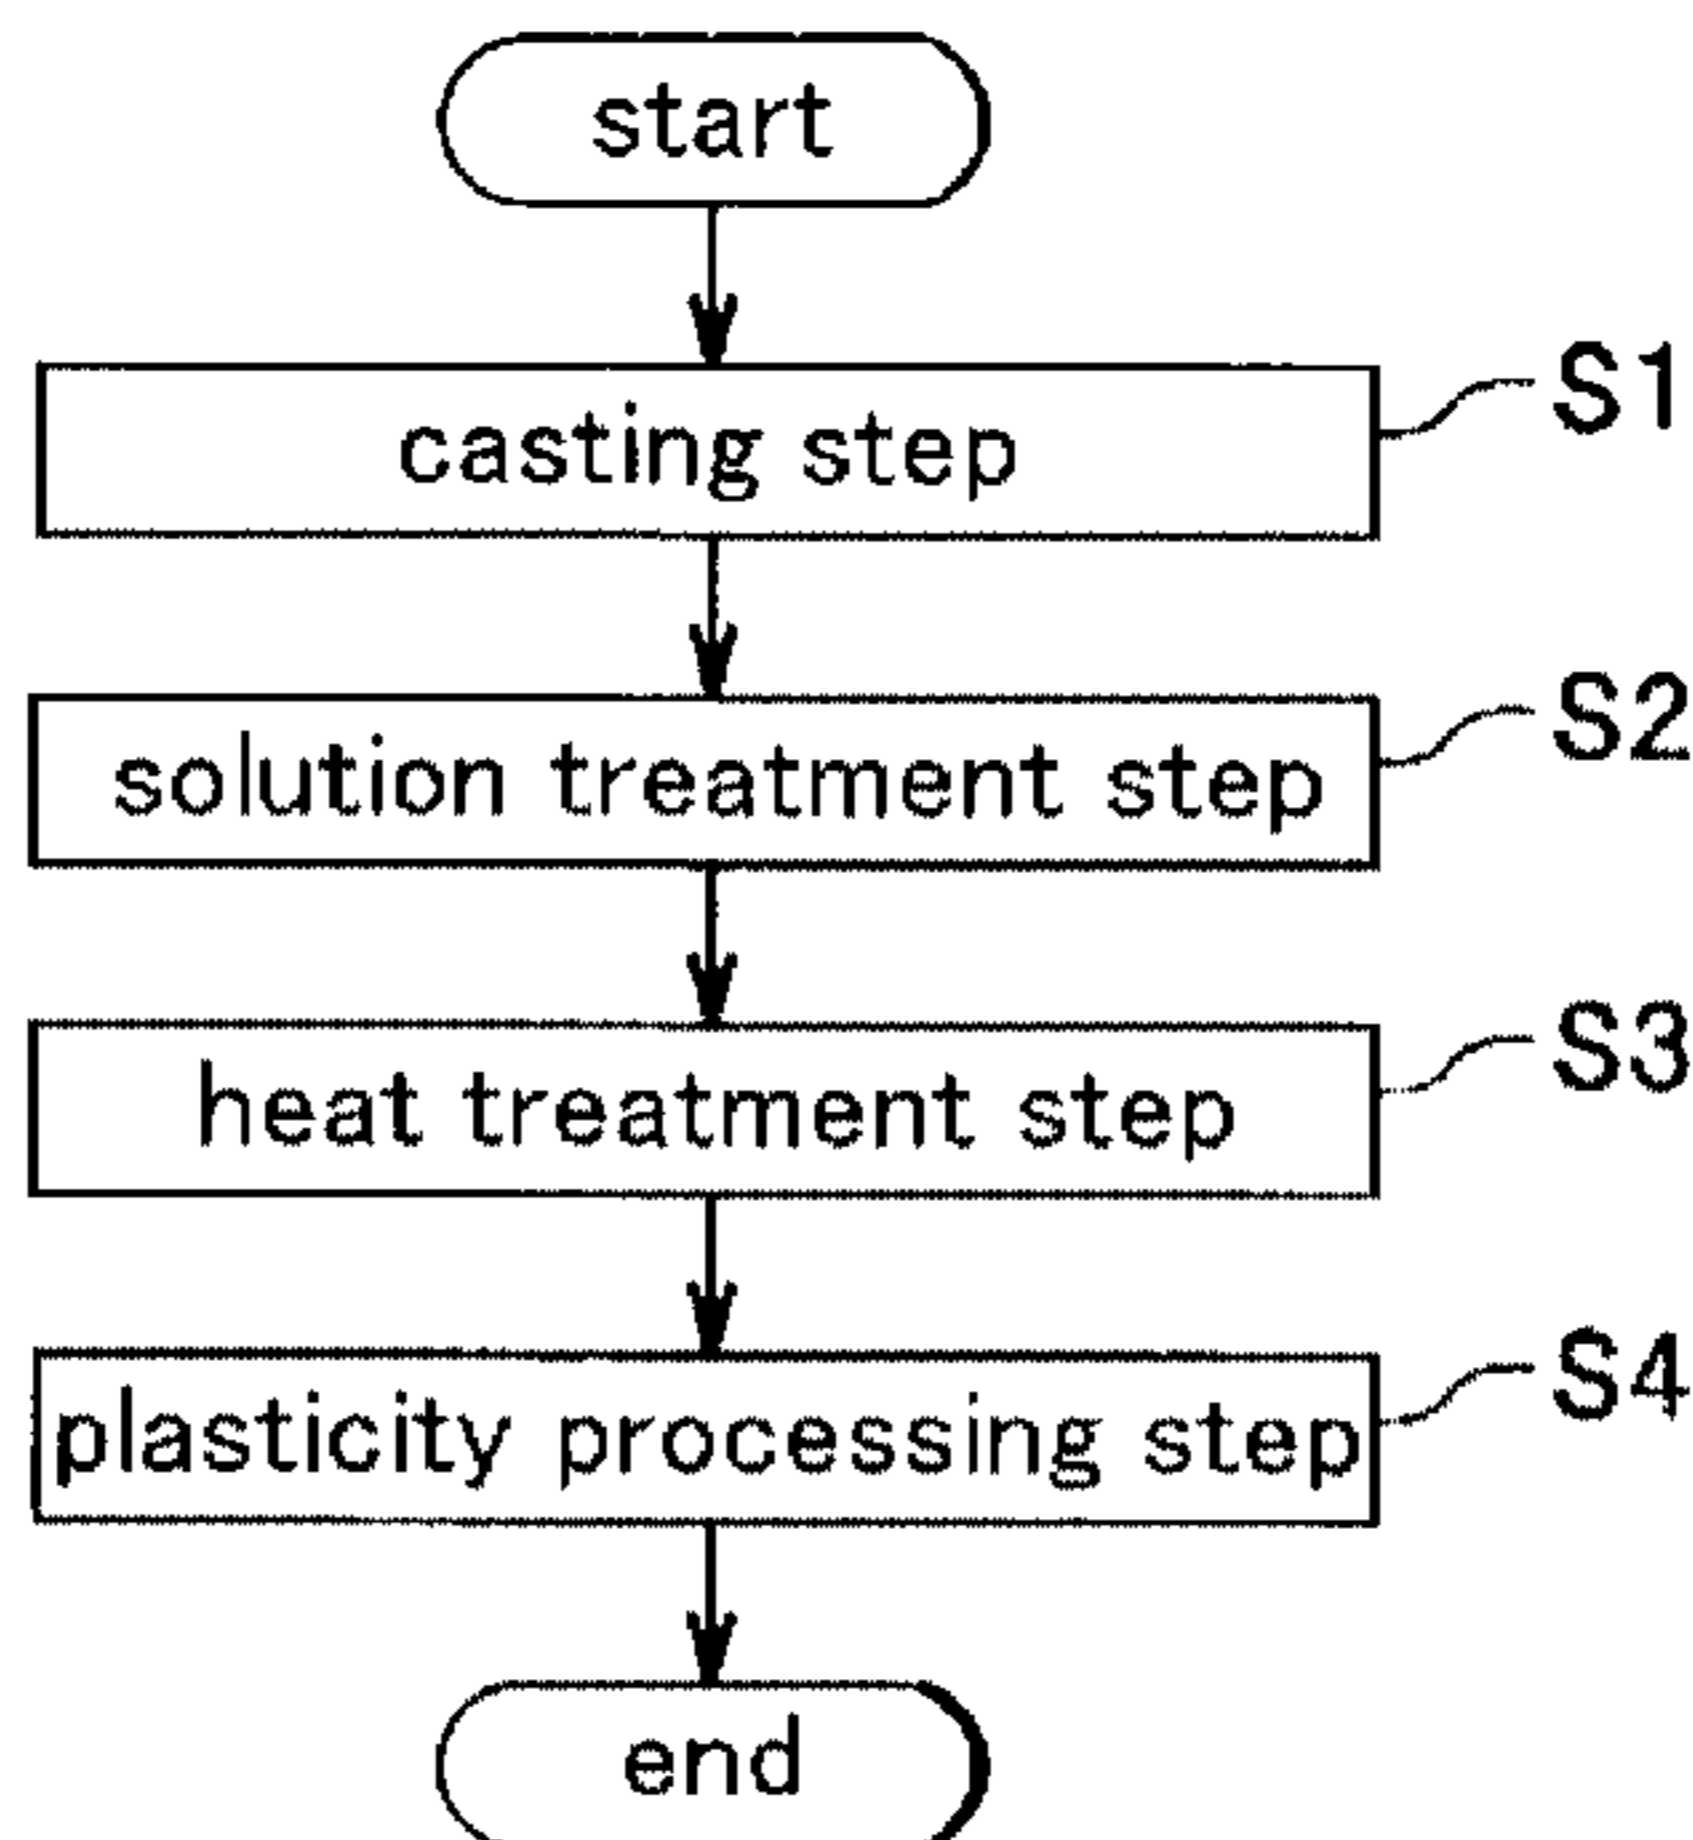 start
casting step
S1
solution treatment step
S2
heat treatment step
S3
plasticity processing step
S4
end